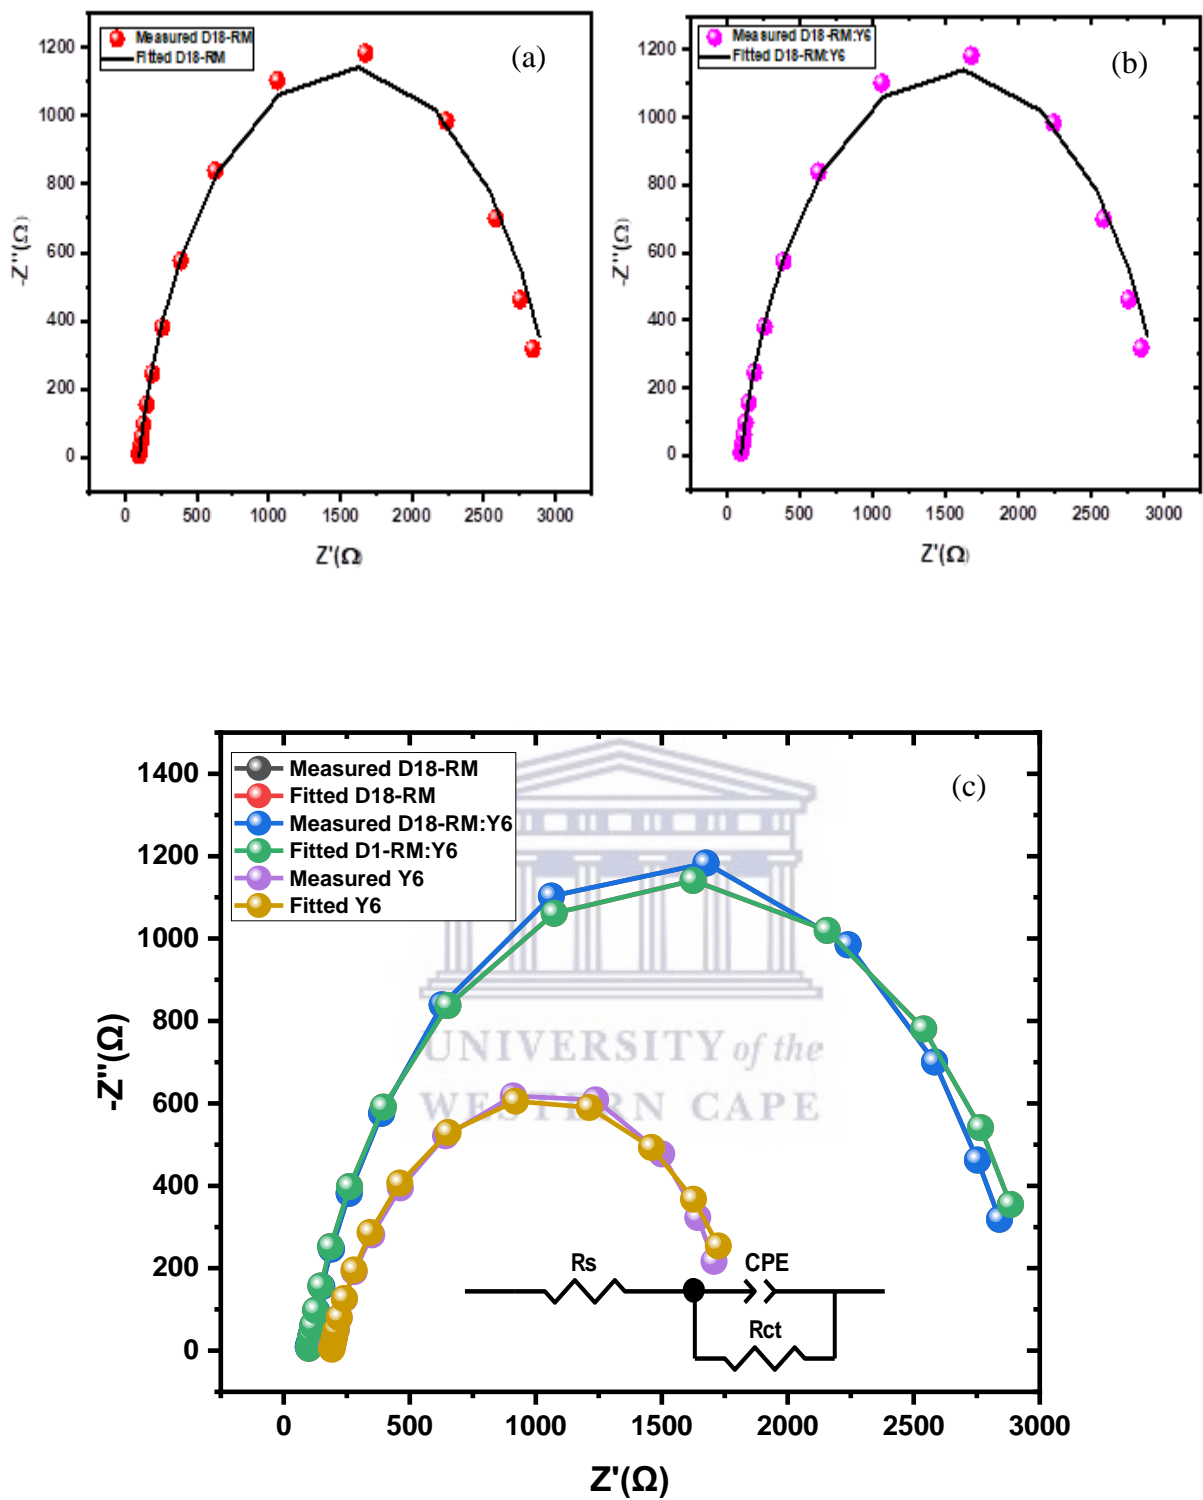 Measured D18-RM
Fitted D18-RM
(a)
1200
1000
800
600
400
200
0
-Z''(Ω)
0 500 1000 1500 2000 2500 3000
Z'(Ω)
Measured D18-RM:Y6
Fitted D18-RM:Y6
(b)
1200
1000
800
600
400
200
0
-Z''(Ω)
0 500 1000 1500 2000 2500 3000
Z'(Ω)
Measured D18-RM
Fitted D18-RM
Measured D18-RM:Y6
Fitted D1-RM:Y6
Measured Y6
Fitted Y6
(c)
1400
1200
1000
800
600
400
200
0
-Z''(Ω)
UNIVERSITY of the
WESTERN CAPE
Rs
CPE
Rct
0 500 1000 1500 2000 2500 3000
Z'(Ω)